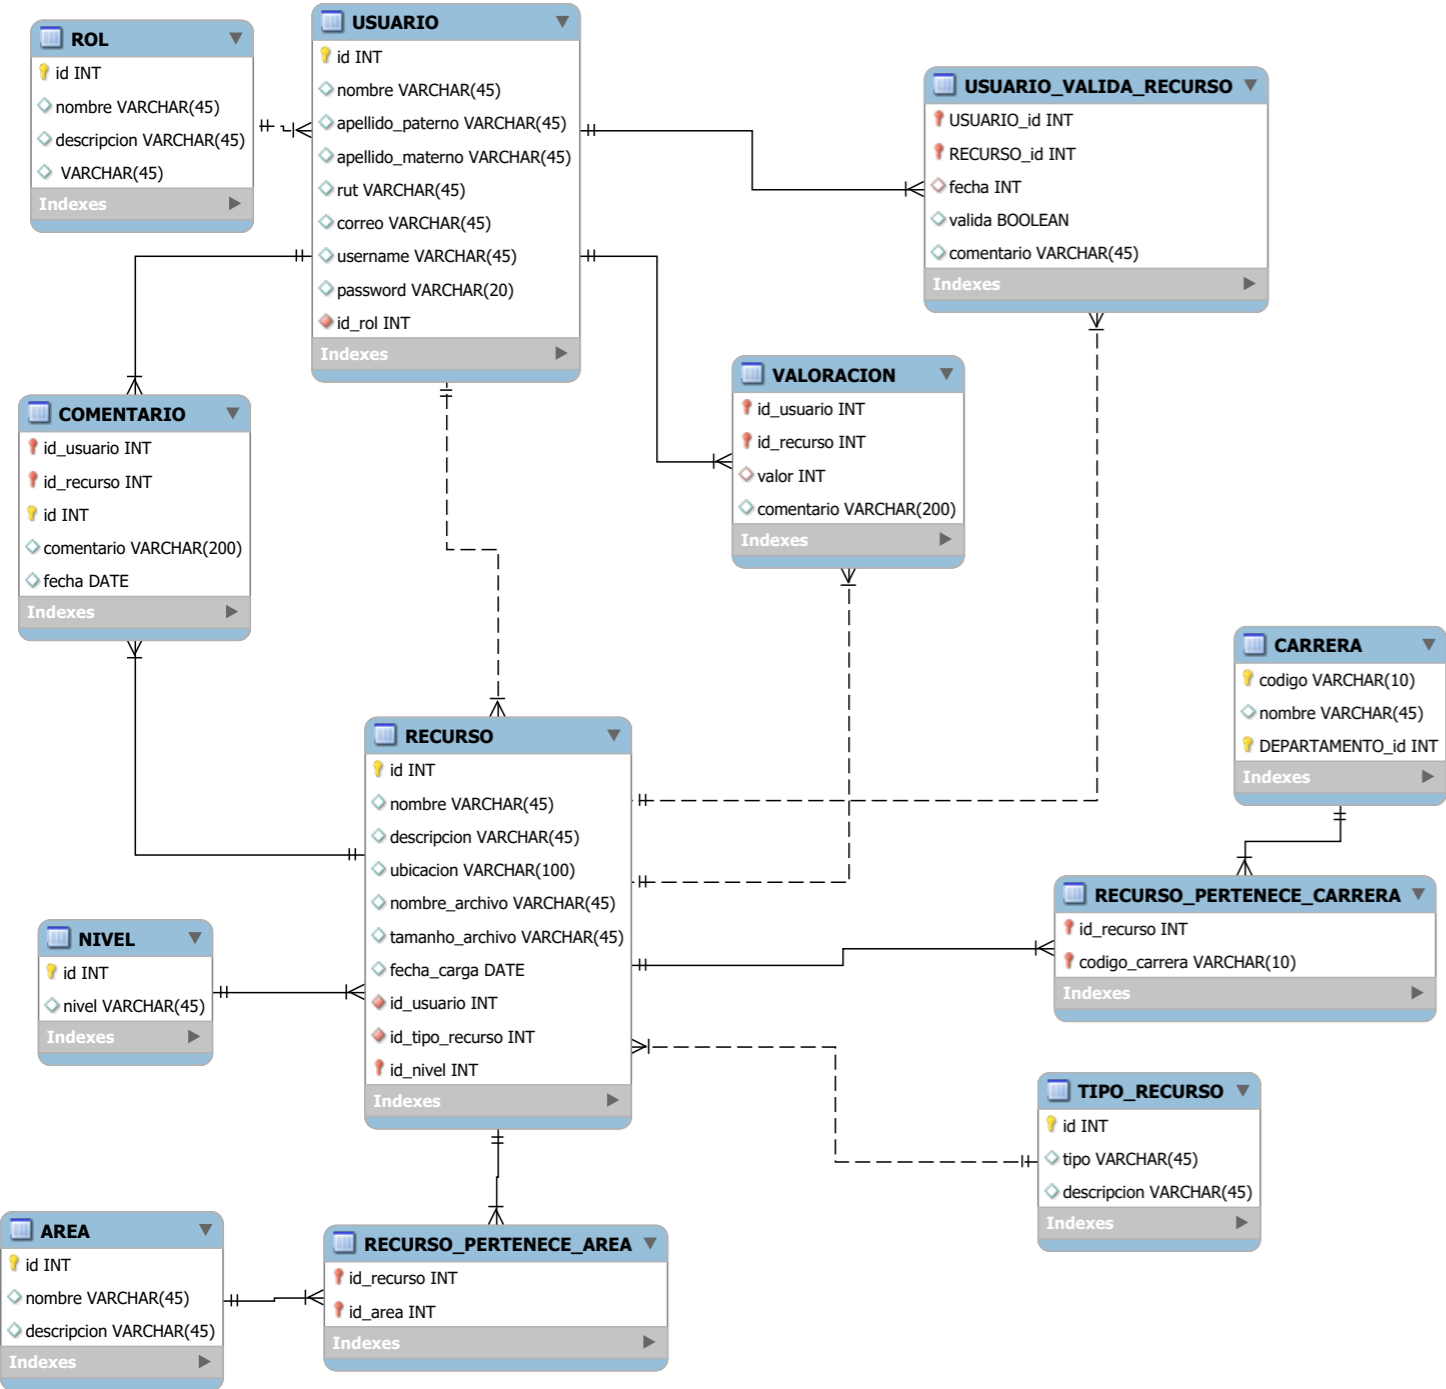 ROL
id INT
nombre VARCHAR(45)
descripcion VARCHAR(45)
VARCHAR(45)
Indexes
USUARIO
id INT
nombre VARCHAR(45)
apellido_paterno VARCHAR(45)
apellido_materno VARCHAR(45)
rut VARCHAR(45)
correo VARCHAR(45)
username VARCHAR(45)
password VARCHAR(20)
id_rol INT
Indexes
USUARIO_VALIDA_RECURSO
USUARIO_id INT
RECURSO_id INT
fecha INT
valida BOOLEAN
comentario VARCHAR(45)
Indexes
VALORACION
id_usuario INT
id_recurso INT
valor INT
comentario VARCHAR(200)
Indexes
COMENTARIO
id_usuario INT
id_recurso INT
id INT
comentario VARCHAR(200)
fecha DATE
Indexes
CARRERA
codigo VARCHAR(10)
nombre VARCHAR(45)
DEPARTAMENTO_id INT
Indexes
RECURSO
id INT
nombre VARCHAR(45)
descripcion VARCHAR(45)
ubicacion VARCHAR(100)
nombre_archivo VARCHAR(45)
tamanho_archivo VARCHAR(45)
fecha_carga DATE
id_usuario INT
id_tipo_recurso INT
id_nivel INT
Indexes
RECURSO_PERTENECE_CARRERA
id_recurso INT
codigo_carrera VARCHAR(10)
Indexes
NIVEL
id INT
nivel VARCHAR(45)
Indexes
TIPO_RECURSO
id INT
tipo VARCHAR(45)
descripcion VARCHAR(45)
Indexes
AREA
id INT
nombre VARCHAR(45)
descripcion VARCHAR(45)
Indexes
RECURSO_PERTENECE_AREA
id_recurso INT
id_area INT
Indexes